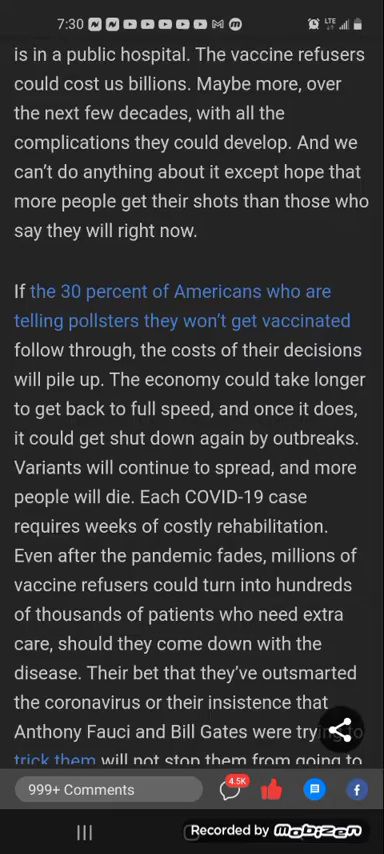 7:30
LTE
is in a public hospital. The vaccine refusers
could cost us billions. Maybe more, over
the next few decades, with all the
complications they could develop. And we
can't do anything about it except hope that
more people get their shots than those who
say they will right now.
If the 30 percent of Americans who are
telling pollsters they won't get vaccinated
follow through, the costs of their decisions
will pile up. The economy could take longer
to get back to full speed, and once it does,
it could get shut down again by outbreaks.
Variants will continue to spread, and more
people will die. Each COVID-19 case
requires weeks of costly rehabilitation.
Even after the pandemic fades, millions of
vaccine refusers could turn into hundreds
of thousands of patients who need extra
care, should they come down with the
disease. Their bet that they've outsmarted
the coronavirus or their insistence that
Anthony Fauci and Bill Gates were trying to
trick them will not stop them from going to
999+ Comments
4.5K
Recorded by Mobizen